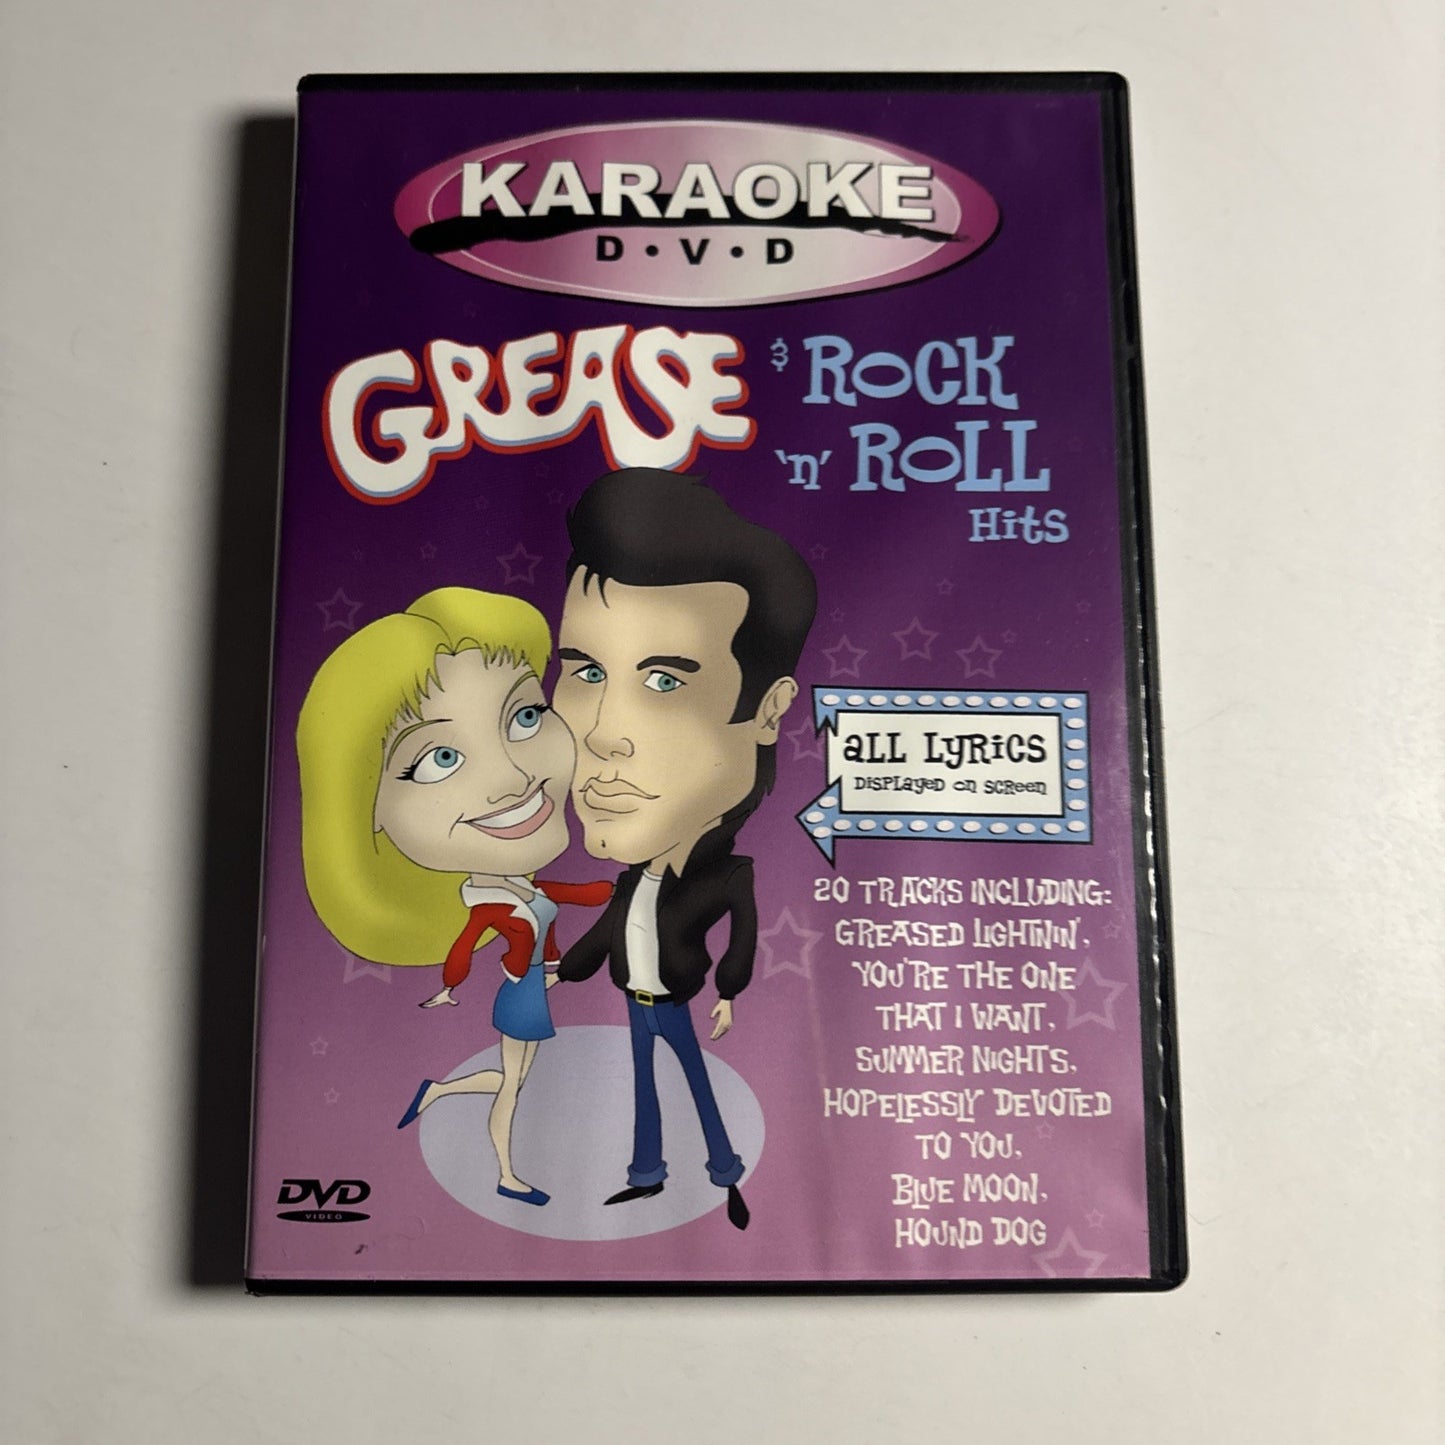 KARAOKE
D•V•D
GREASE & ROCK
'n' ROLL
Hits
aLL LyRics
DisPLayeD on scReen
20 TRACKS INCLUDING:
GREASED LIGHTNIN',
YOU'RE THE ONE
THAT I WANT,
SUMMER NIGHTS,
HOPELESSLY DEVOTED
TO YOU,
BLUE MOON,
HOUND DOG
DVD
VIDEO